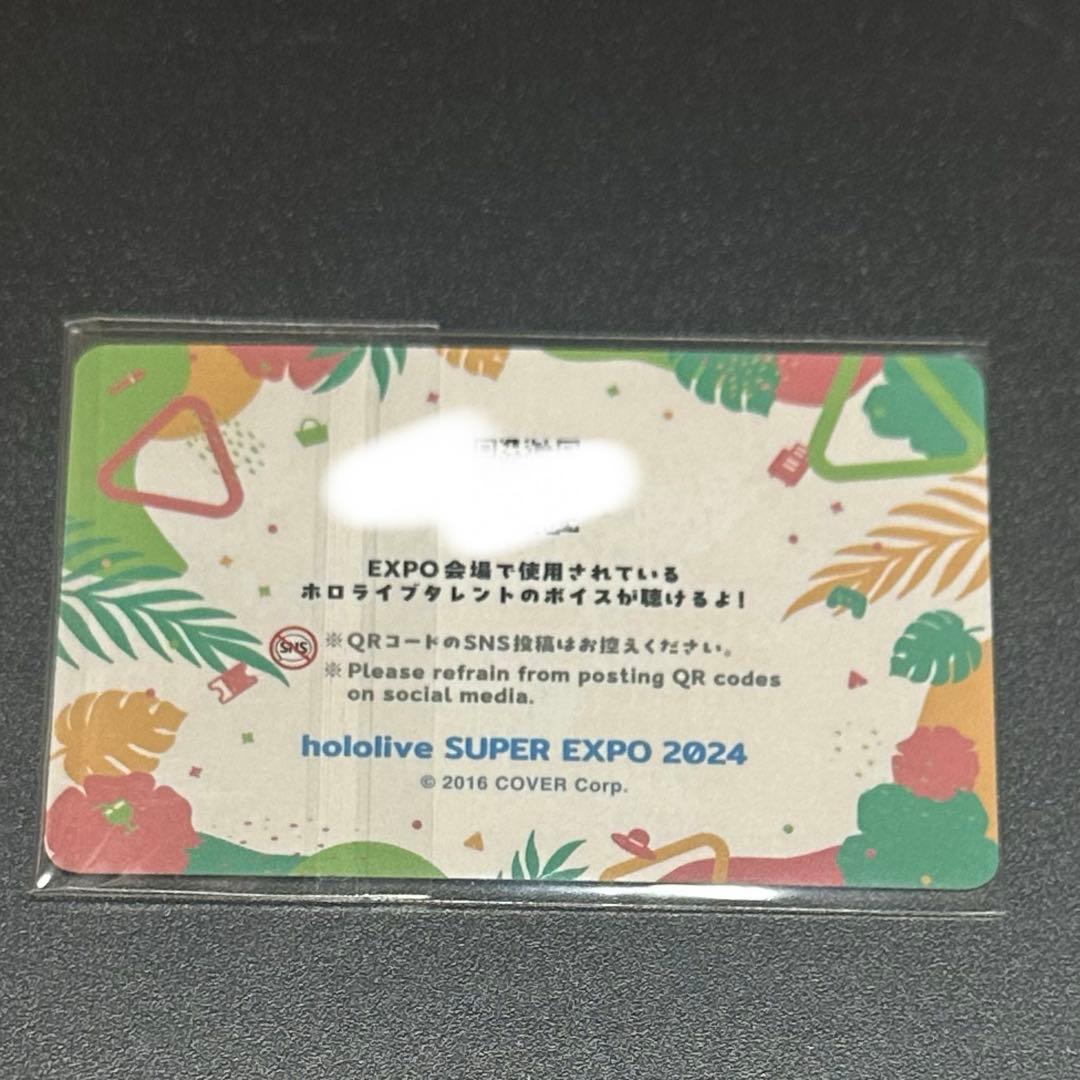 EXPO会場で使用されている
ホロライブタレントのボイスが聴けるよ!
SNS
※QRコードのSNS投稿はお控えください。
※Please refrain from posting QR codes
on social media.
hololive SUPER EXPO 2024
© 2016 COVER Corp.